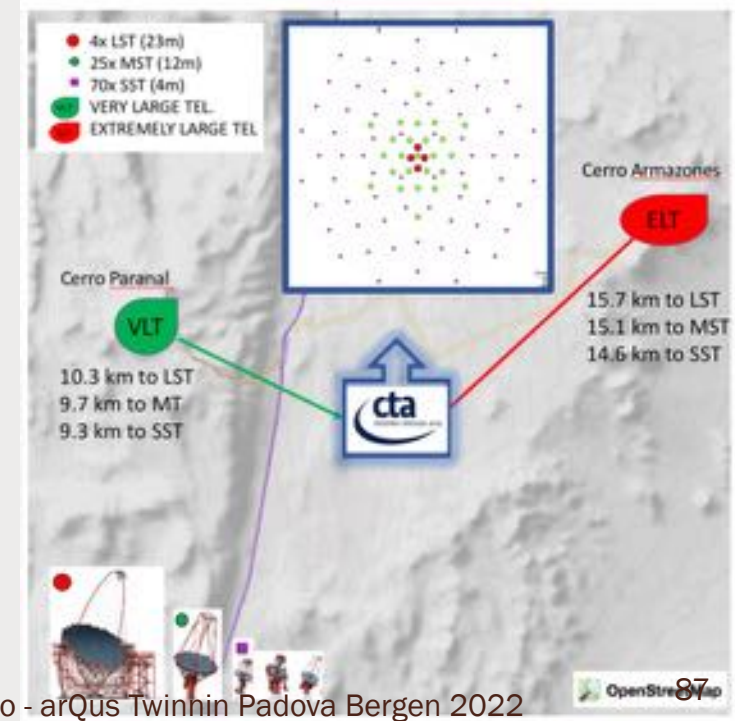 4x LST (23m)
25x MST (12m)
70x SST (4m)
VERY LARGE TEL.
EXTREMELY LARGE TEL
Cerro Armazones
ELT
15.7 km to LST
15.1 km to MST
14.6 km to SST
Cerro Paranal
VLT
10.3 km to LST
9.7 km to MT
9.3 km to SST
cta
OpenStreetMap
87
o - arQus Twinnin Padova Bergen 2022